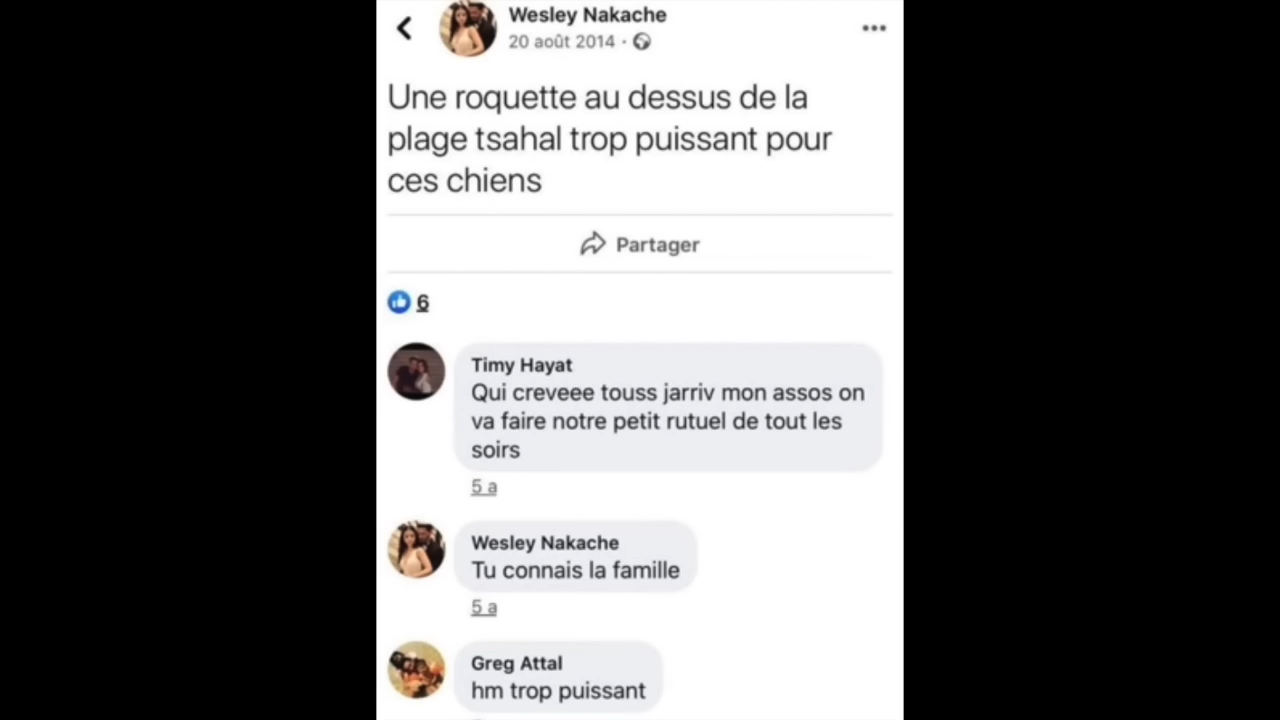 Wesley Nakache
20 août 2014 ·
Une roquette au dessus de la
plage tsahal trop puissant pour
ces chiens
Partager
6
Timy Hayat
Qui creveee touss jarriv mon assos on
va faire notre petit rutuel de tout les
soirs
5 a
Wesley Nakache
Tu connais la famille
5 a
Greg Attal
hm trop puissant